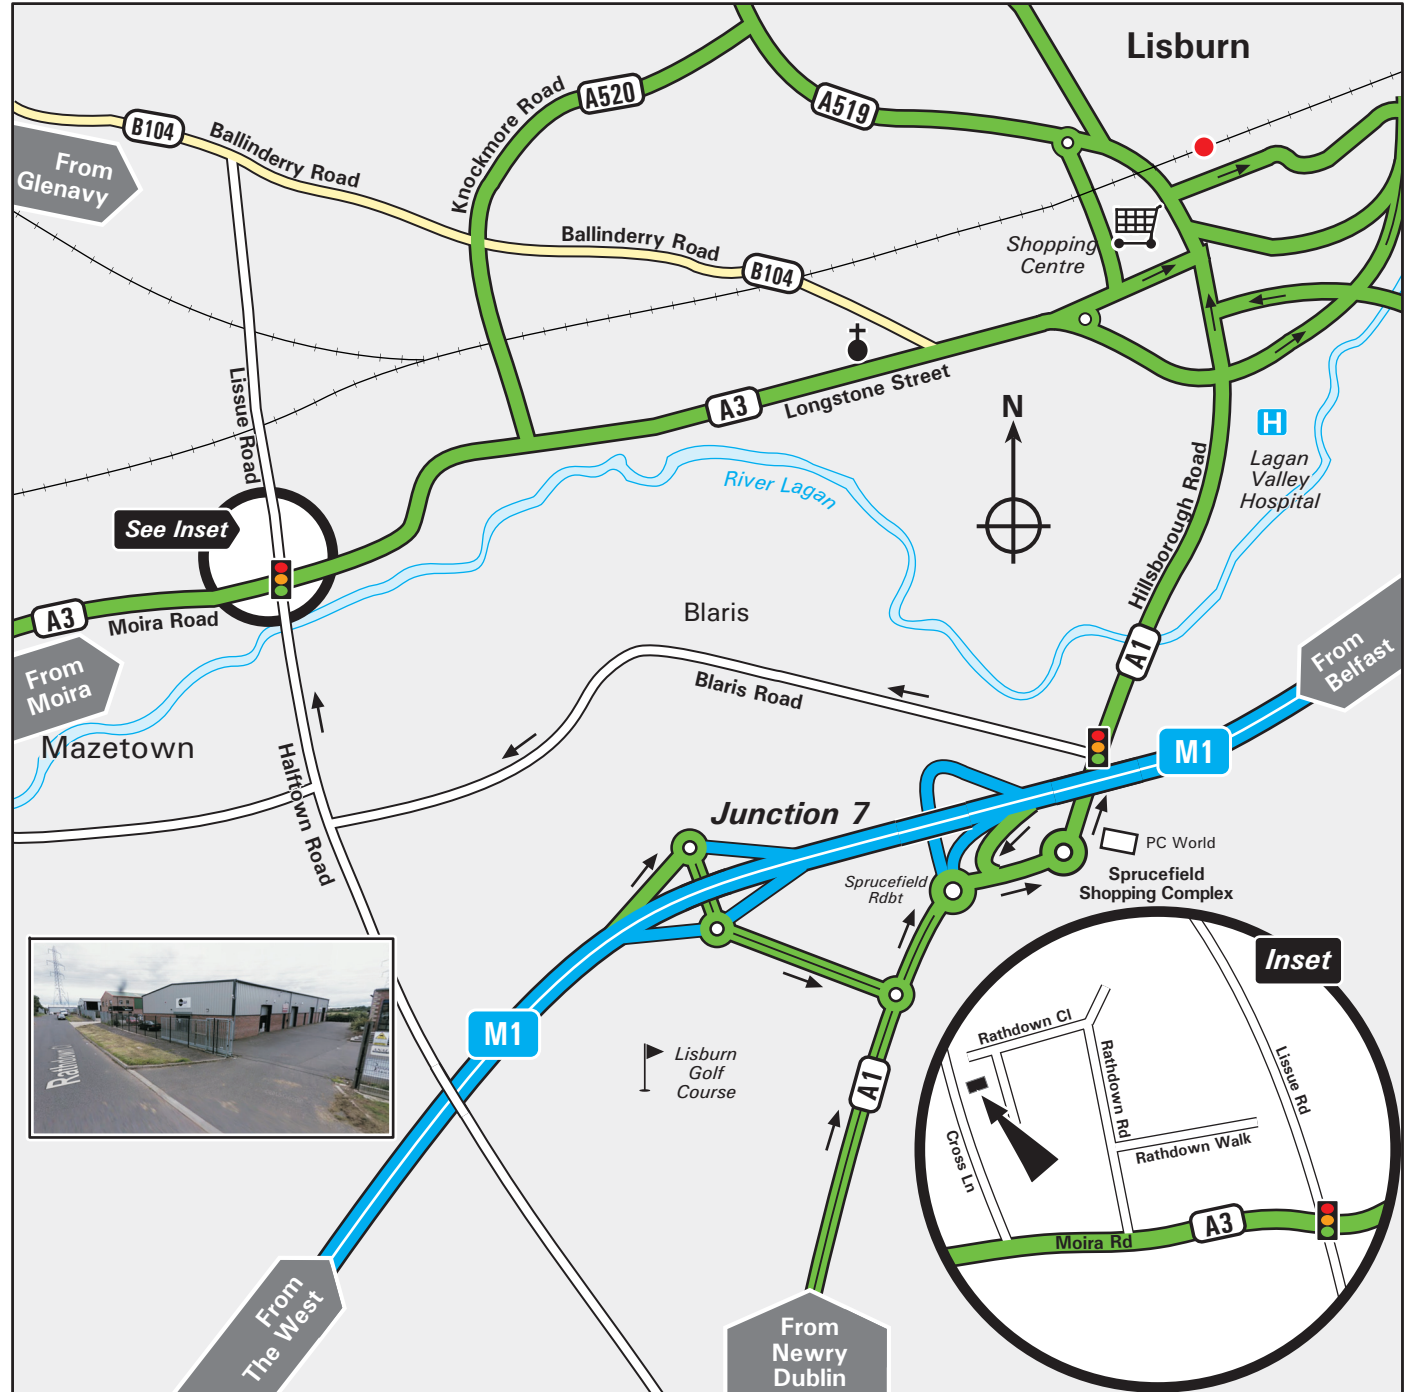 Lisburn
A520
A519
Knockmore Road
B104
Ballinderry Road
From
Glenavy
Ballinderry Road
B104
Shopping
Centre
Lissue Road
A3
Longstone Street
N
H
Lagan
Valley
Hospital
River Lagan
Hillsborough Road
See Inset
A3
Moira Road
From
Moira
Mazetown
Blaris
Blaris Road
A1
From
Belfast
M1
Halftown Road
Junction 7
PC World
Sprucefield
Shopping Complex
Sprucefield
Rdbt
M1
Lisburn
Golf
Course
A1
Rathdown Cl
Inset
Rathdown Cl
Rathdown Rd
Lissue Rd
Cross Ln
Rathdown Walk
A3
Moira Rd
From
The West
From
Newry
Dublin